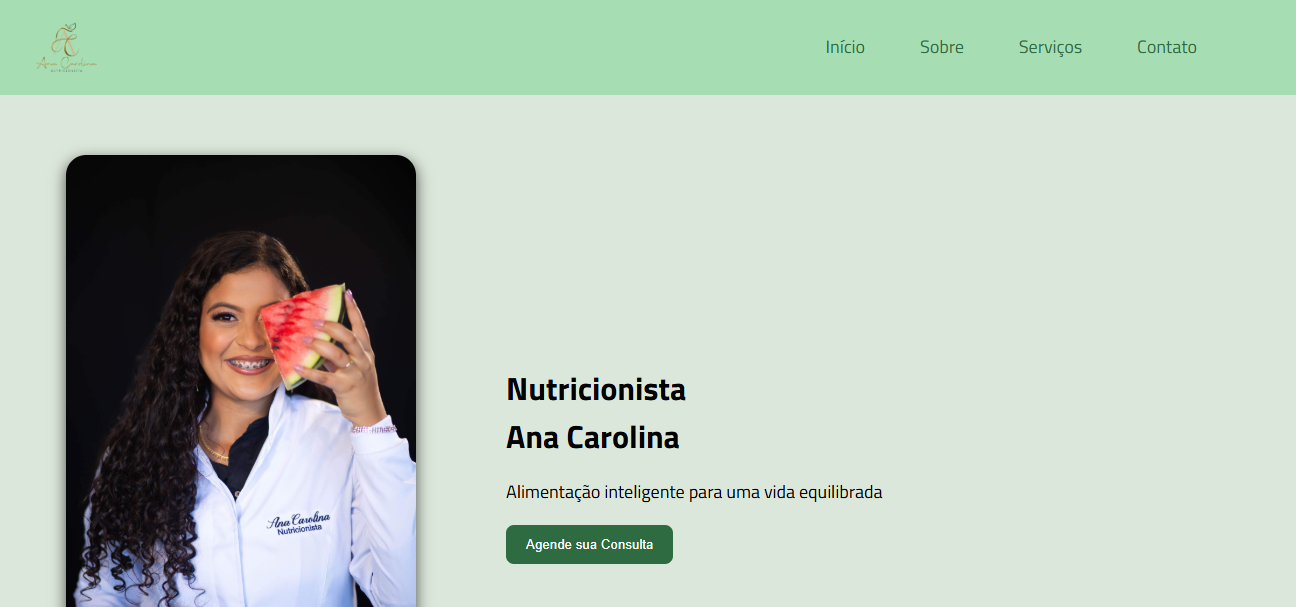 Ana Carolina
NUTRICIONISTA
Início Sobre Serviços Contato
Nutricionista
Ana Carolina
Alimentação inteligente para uma vida equilibrada
Agende sua Consulta
Ana Carolina
Nutricionista